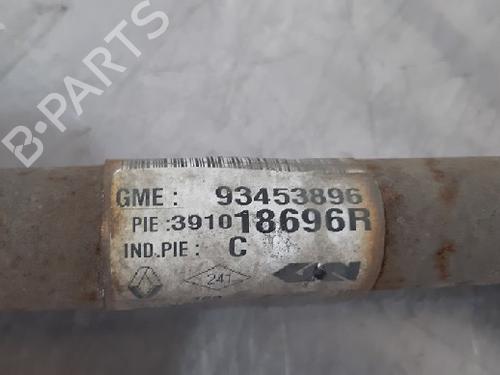 B-PARTS
GME : 93453896
PIE : 391018696R
IND.PIE : C
247